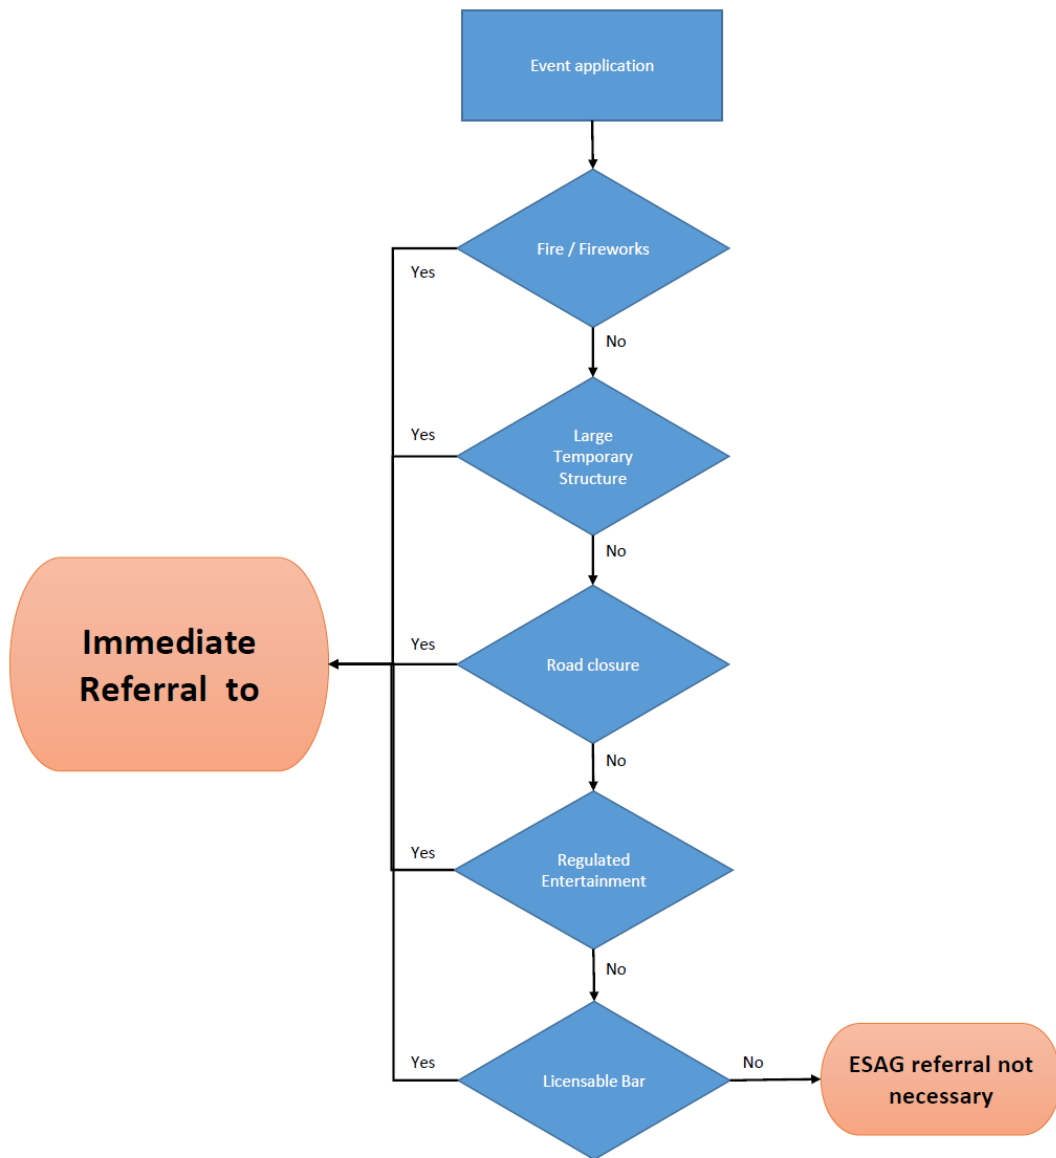 Event application
Fire / Fireworks
Yes
No
Large
Temporary
Structure
Yes
No
Immediate
Referral to
Road closure
Yes
No
Regulated
Entertainment
Yes
No
Licensable Bar
Yes
No
ESAG referral not
necessary